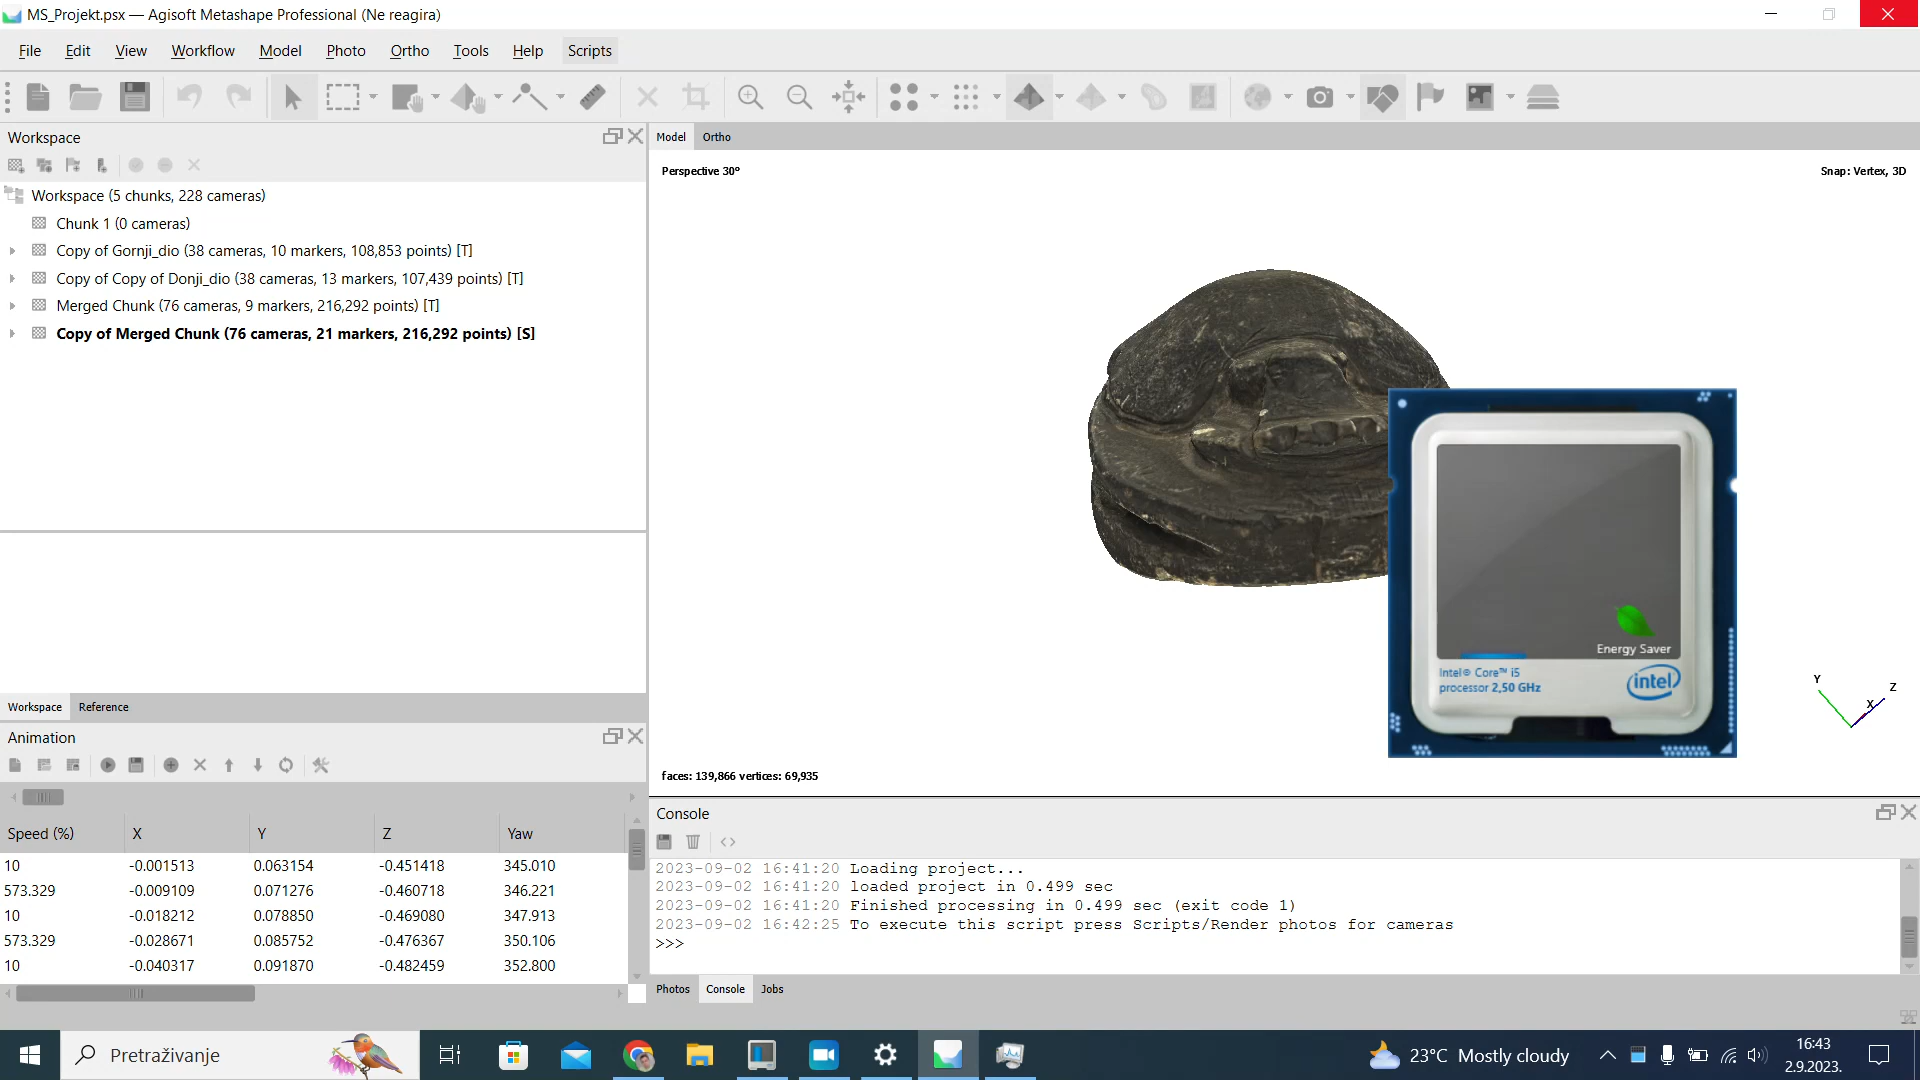 MS_Projekt.psx — Agisoft Metashape Professional (Ne reagira)
File Edit View Workflow Model Photo Ortho Tools Help Scripts
Workspace
Workspace (5 chunks, 228 cameras)
Chunk 1 (0 cameras)
Copy of Gornji_dio (38 cameras, 10 markers, 108,853 points) [T]
Copy of Copy of Donji_dio (38 cameras, 13 markers, 107,439 points) [T]
Merged Chunk (76 cameras, 9 markers, 216,292 points) [T]
Copy of Merged Chunk (76 cameras, 21 markers, 216,292 points) [S]
Workspace Reference
Animation
Speed (%) X Y Z Yaw
10 -0.001513 0.063154 -0.451418 345.010
573.329 -0.009109 0.071276 -0.460718 346.221
10 -0.018212 0.078850 -0.469080 347.913
573.329 -0.028671 0.085752 -0.476367 350.106
10 -0.040317 0.091870 -0.482459 352.800
Model Ortho
Perspective 30°
Snap: Vertex, 3D
Energy Saver
Intel® Core™ i5
processor 2,50 GHz
intel
Y X Z
faces: 139,866 vertices: 69,935
Console
2023-09-02 16:41:20 Loading project...
2023-09-02 16:41:20 loaded project in 0.499 sec
2023-09-02 16:41:20 Finished processing in 0.499 sec (exit code 1)
2023-09-02 16:42:25 To execute this script press Scripts/Render photos for cameras
>>>
Photos Console Jobs
Pretraživanje
23°C Mostly cloudy
16:43
2.9.2023.